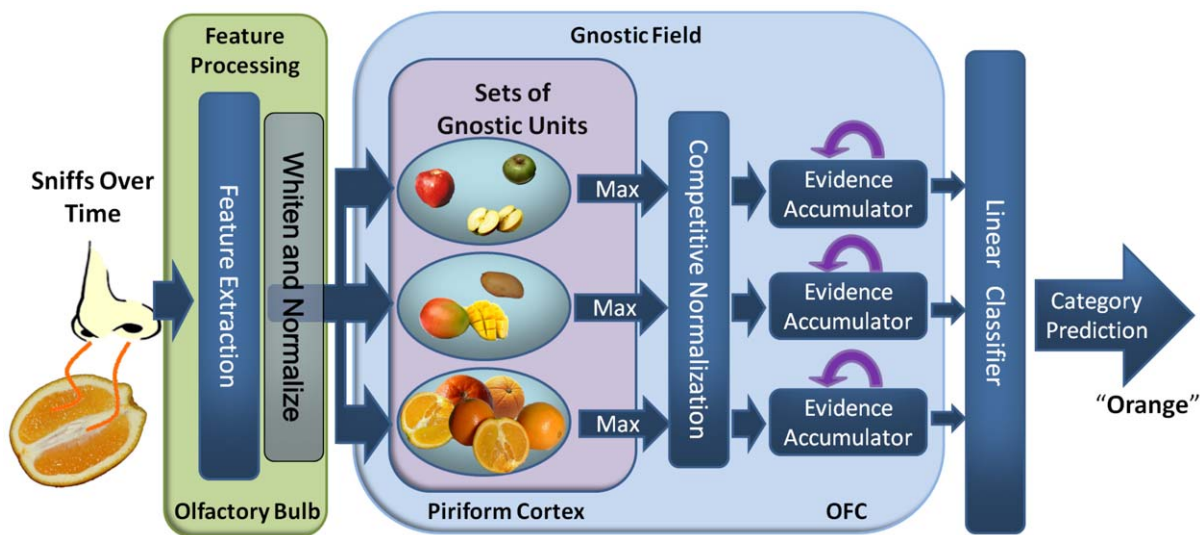 Feature
Processing
Gnostic Field
Sets of
Gnostic Units
Sniffs Over
Time
Feature Extraction
Whiten and Normalize
Max
Max
Max
Competitive Normalization
Evidence
Accumulator
Evidence
Accumulator
Evidence
Accumulator
Linear Classifier
Category
Prediction
“Orange”
Olfactory Bulb
Piriform Cortex
OFC